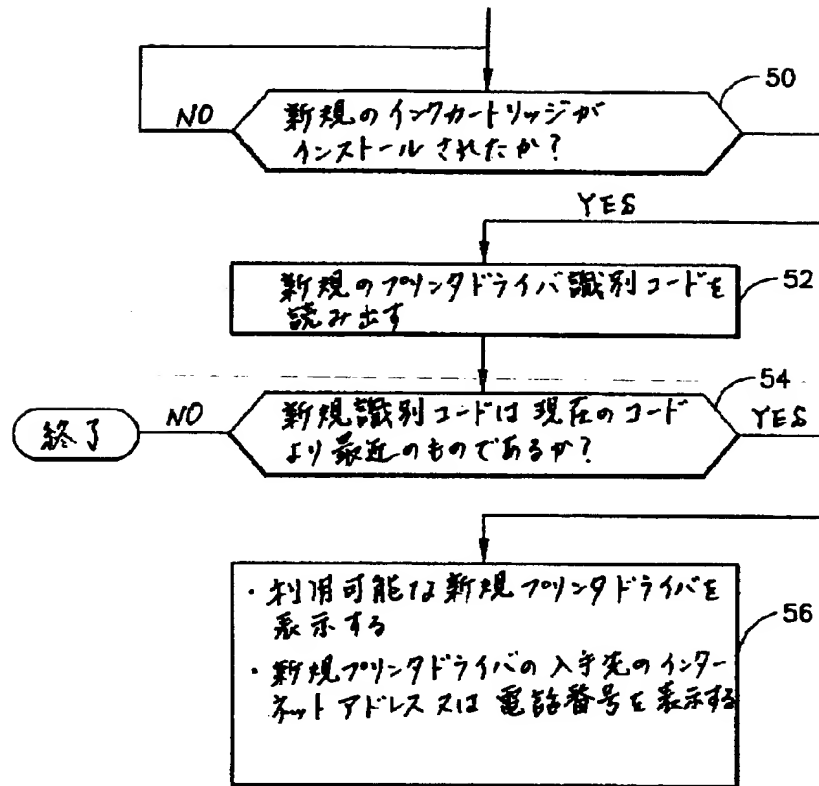 50
新規のインクカートリッジが
インストールされたか?
NO
YES
新規のプリンタドライバ識別コードを
読み出す
52
54
新規識別コードは現在のコード
より最近のものであるか?
NO
YES
終了
・利用可能な新規プリンタドライバを
表示する
・新規プリンタドライバの入手先のインター
ネットアドレス又は電話番号を表示する
56